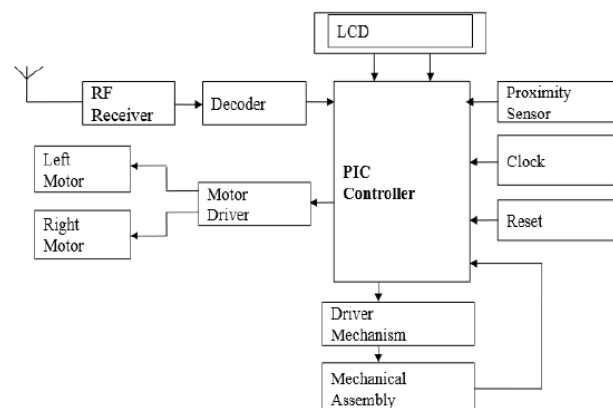 LCD
RF
Receiver
Decoder
PIC
Controller
Proximity
Sensor
Left
Motor
Motor
Driver
Clock
Right
Motor
Reset
Driver
Mechanism
Mechanical
Assembly